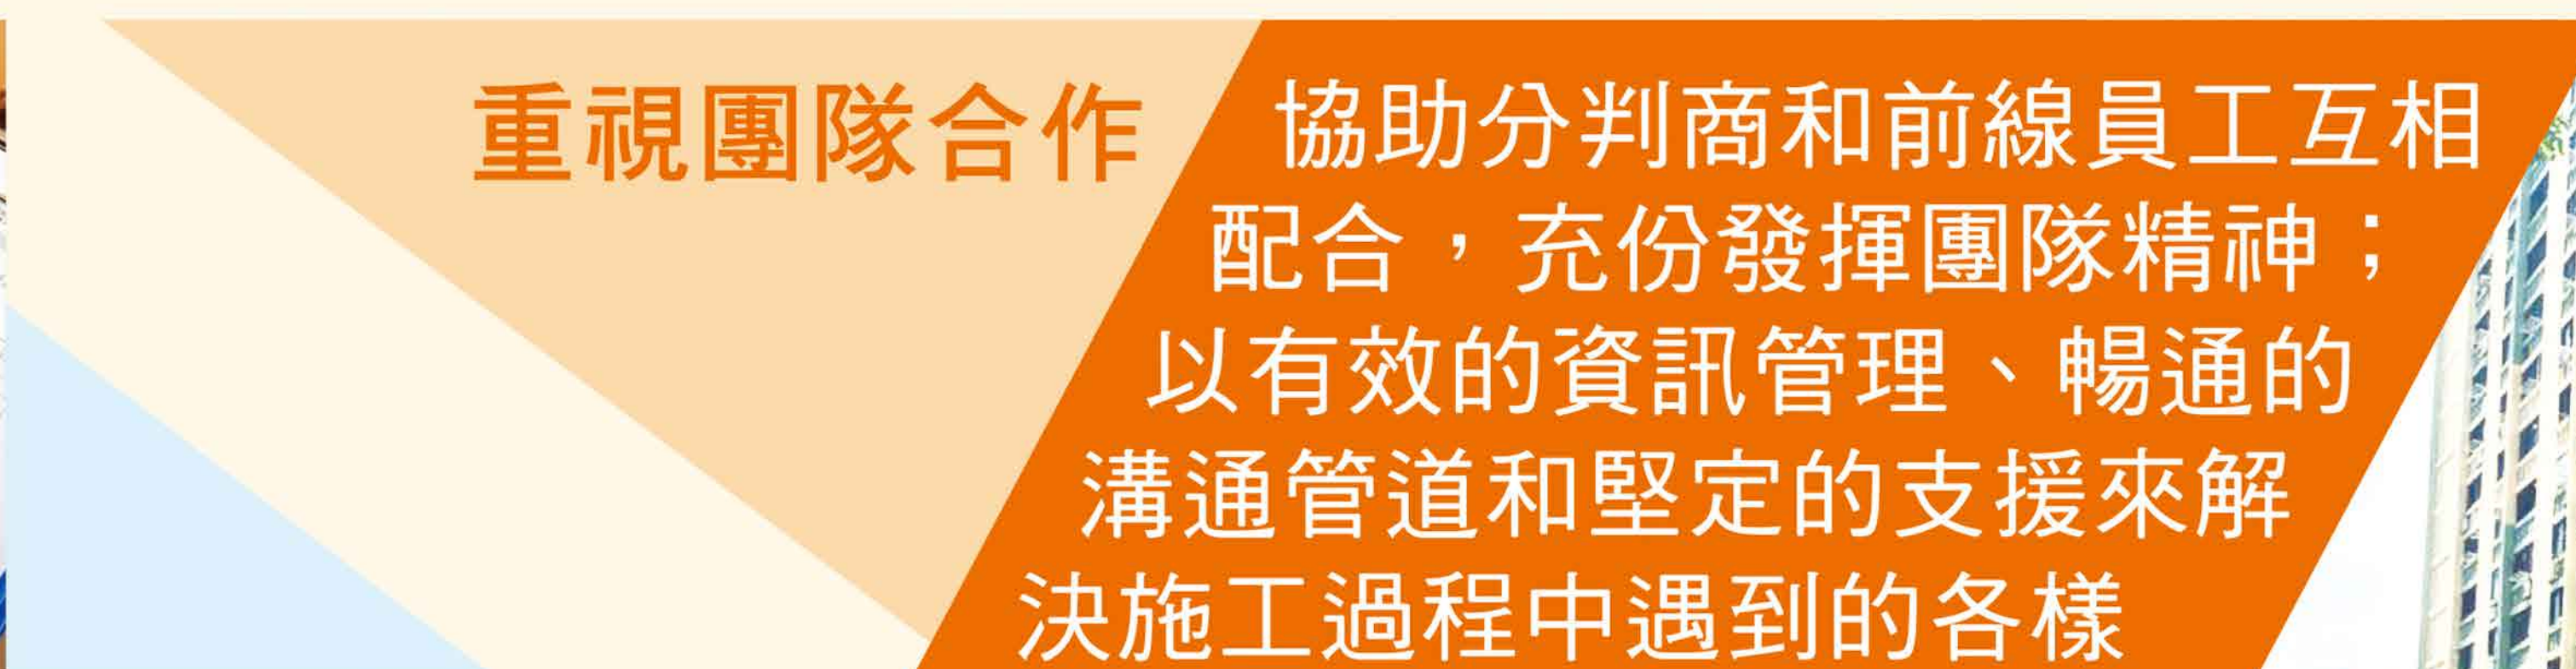 重視團隊合作
協助分判商和前線員工互相
配合，充份發揮團隊精神；
以有效的資訊管理、暢通的
溝通管道和堅定的支援來解
決施工過程中遇到的各樣